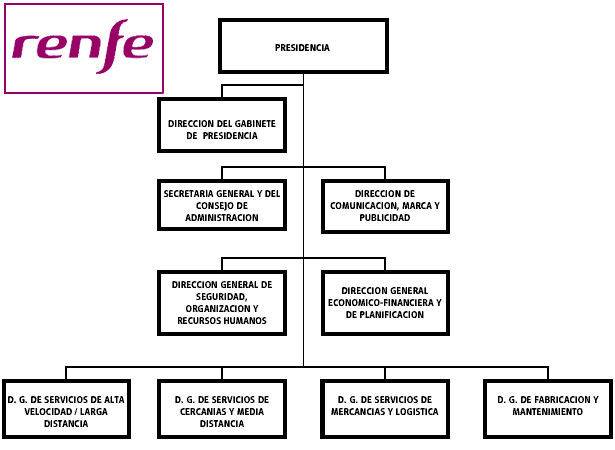 renfe
PRESIDENCIA
DIRECCION DEL GABINETE
DE PRESIDENCIA
SECRETARIA GENERAL Y DEL
CONSEJO DE
ADMINISTRACION
DIRECCION DE
COMUNICACION, MARCA Y
PUBLICIDAD
DIRECCION GENERAL DE
SEGURIDAD,
ORGANIZACION Y
RECURSOS HUMANOS
DIRECCION GENERAL
ECONOMICO-FINANCIERA Y
DE PLANIFICACION
D. G. DE SERVICIOS DE ALTA
VELOCIDAD / LARGA
DISTANCIA
D. G. DE SERVICIOS DE
CERCANIAS Y MEDIA
DISTANCIA
D. G. DE SERVICIOS DE
MERCANCIAS Y LOGISTICA
D. G. DE FABRICACION Y
MANTENIMIENTO